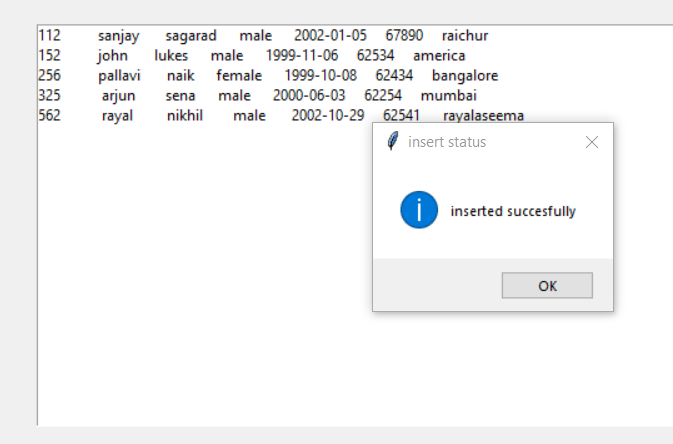 112 sanjay sagarad male 2002-01-05 67890 raichur
152 john lukes male 1999-11-06 62534 america
256 pallavi naik female 1999-10-08 62434 bangalore
325 arjun sena male 2000-06-03 62254 mumbai
562 rayal nikhil male 2002-10-29 62541 rayalaseema
insert status
inserted succesfully
OK